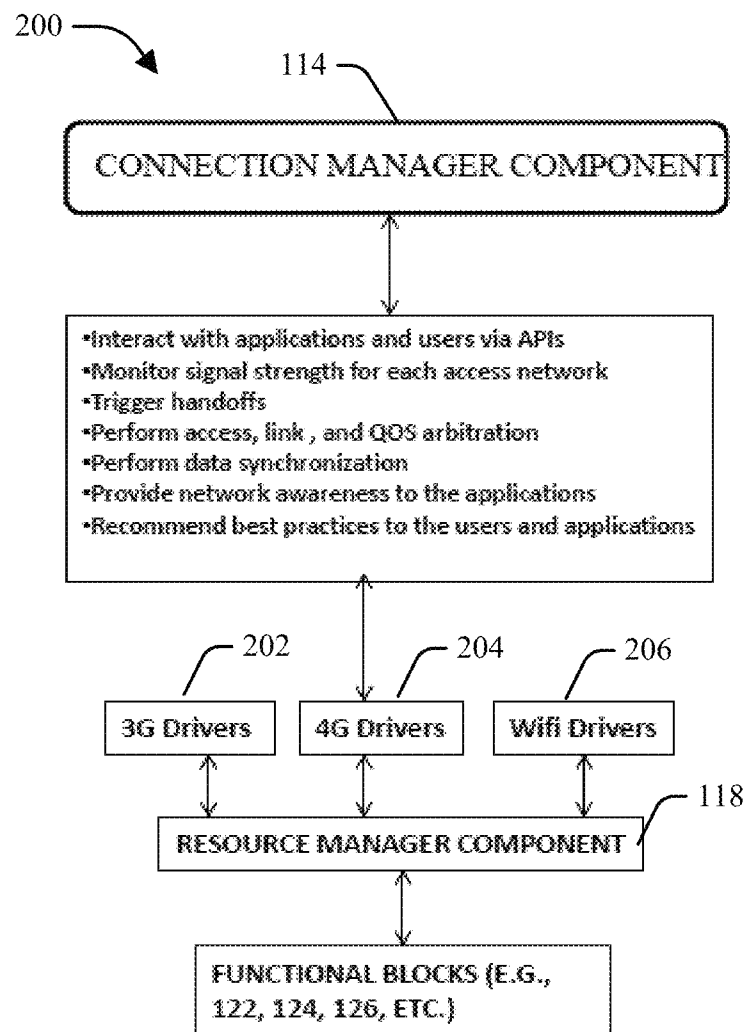 200
114
CONNECTION MANAGER COMPONENT
•Interact with applications and users via APIs
•Monitor signal strength for each access network
•Trigger handoffs
•Perform access, link , and QOS arbitration
•Perform data synchronization
•Provide network awareness to the applications
•Recommend best practices to the users and applications
202
204
206
3G Drivers
4G Drivers
Wifi Drivers
118
RESOURCE MANAGER COMPONENT
FUNCTIONAL BLOCKS (E.G.,
122, 124, 126, ETC.)